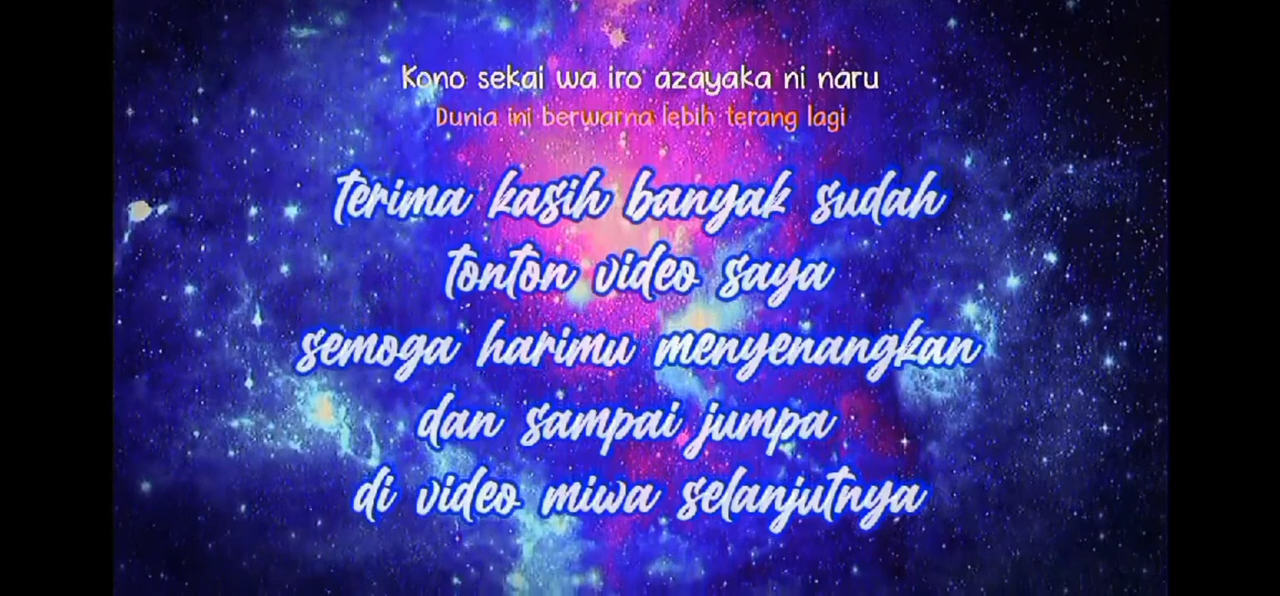 Kono sekai wa iro azayaka ni naru
Dunia ini berwarna lebih terang lagi
terima kasih banyak sudah
tonton video saya
semoga harimu menyenangkan
dan sampai jumpa
di video miwa selanjutnya